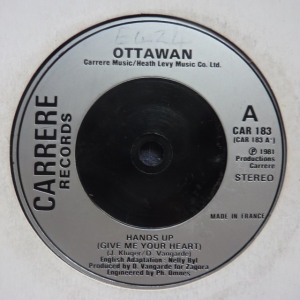 OTTAWAN
Carrere Music/Heath Levy Music Co. Ltd.
CARRERE
RECORDS
A
CAR 183
(CAR 183 A')
℗ 1981
Productions
Carrere
STEREO
MADE IN FRANCE
HANDS UP
(GIVE ME YOUR HEART)
(J. Kluger/D. Vangarde)
English Adaptation : Nelly Byl
Produced by D. Vangarde for Zagora
Engineered by Ph. Omnes